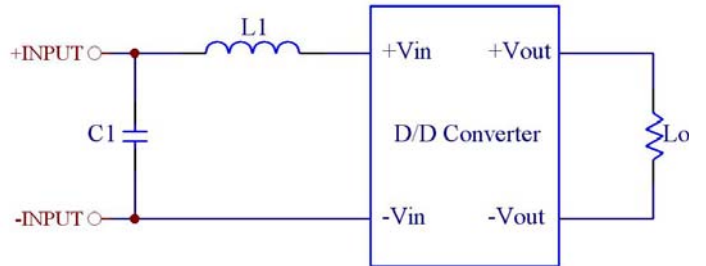 L1
+INPUT
+Vin
+Vout
C1
D/D Converter
Lo
-INPUT
-Vin
-Vout